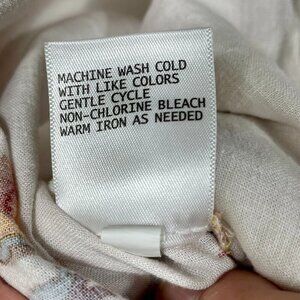 MACHINE WASH COLD
WITH LIKE COLORS
GENTLE CYCLE
NON-CHLORINE BLEACH
WARM IRON AS NEEDED